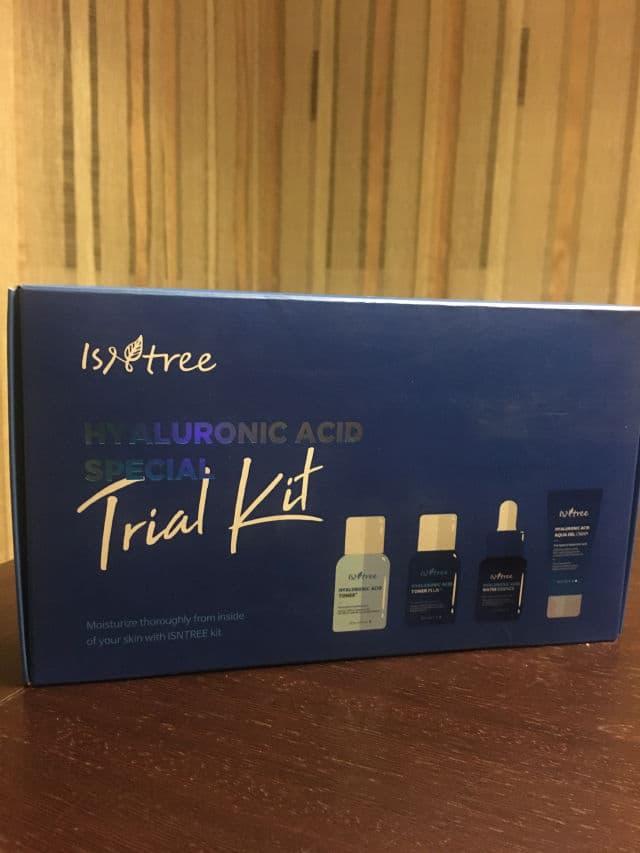 IsNtree
HYALURONIC ACID
SPECIAL
Trial Kit
Moisturize thoroughly from inside
of your skin with ISNTREE kit
IsNtree
HYALURONIC ACID
TONER
IsNtree
HYALURONIC ACID
TONER PLUS
IsNtree
HYALURONIC ACID
WATER ESSENCE
IsNtree
HYALURONIC ACID
AQUA GEL CREAM